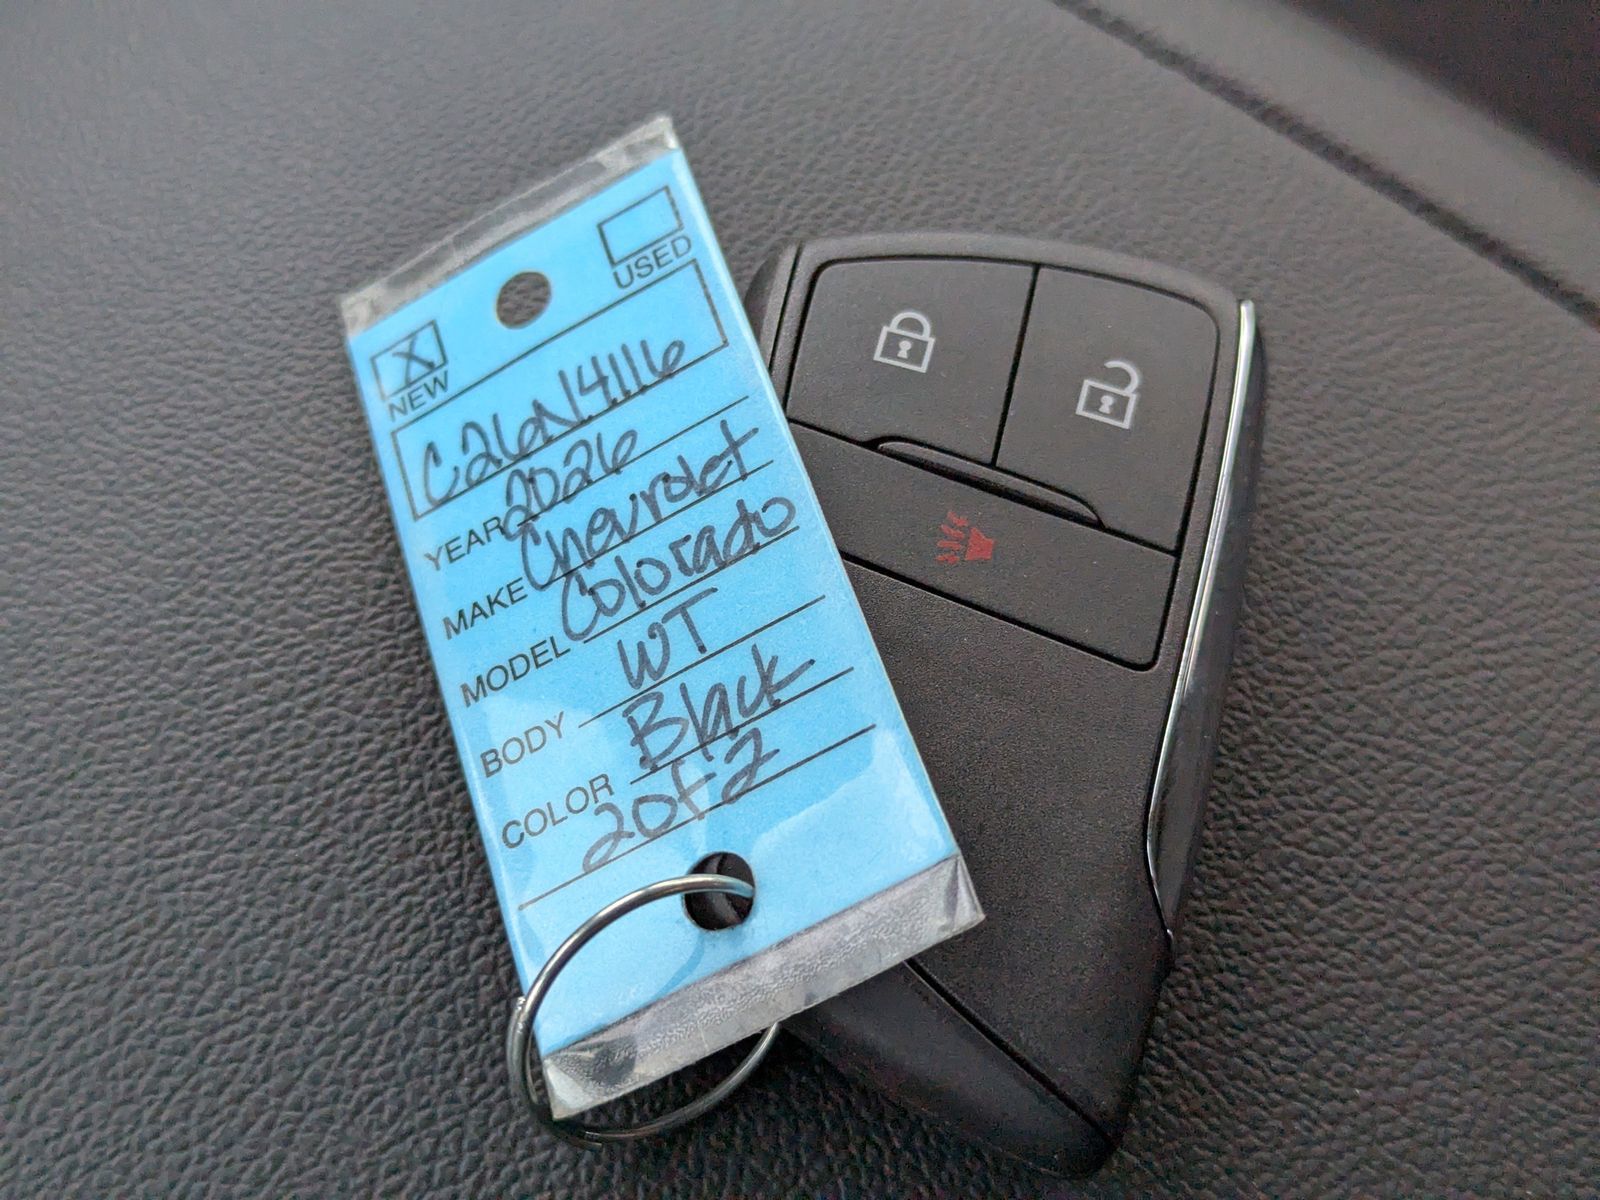 USED
X NEW
C26N14116
YEAR 2026
MAKE Chevrolet
MODEL Colorado
BODY WT
COLOR Black
2 of 2